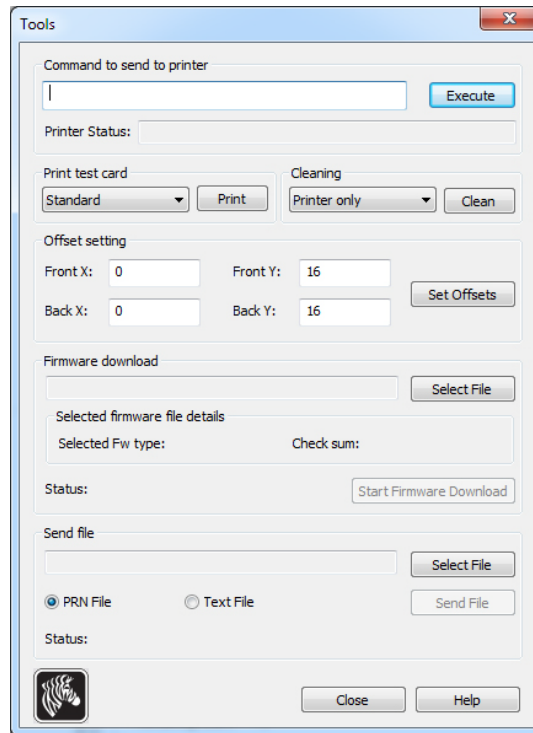 Tools
Command to send to printer
Execute
Printer Status:
Print test card
Cleaning
Standard
Print
Printer only
Clean
Offset setting
Front X: 0 Front Y: 16
Set Offsets
Back X: 0 Back Y: 16
Firmware download
Select File
Selected firmware file details
Selected Fw type: Check sum:
Status:
Start Firmware Download
Send file
Select File
PRN File Text File
Send File
Status:
Close Help